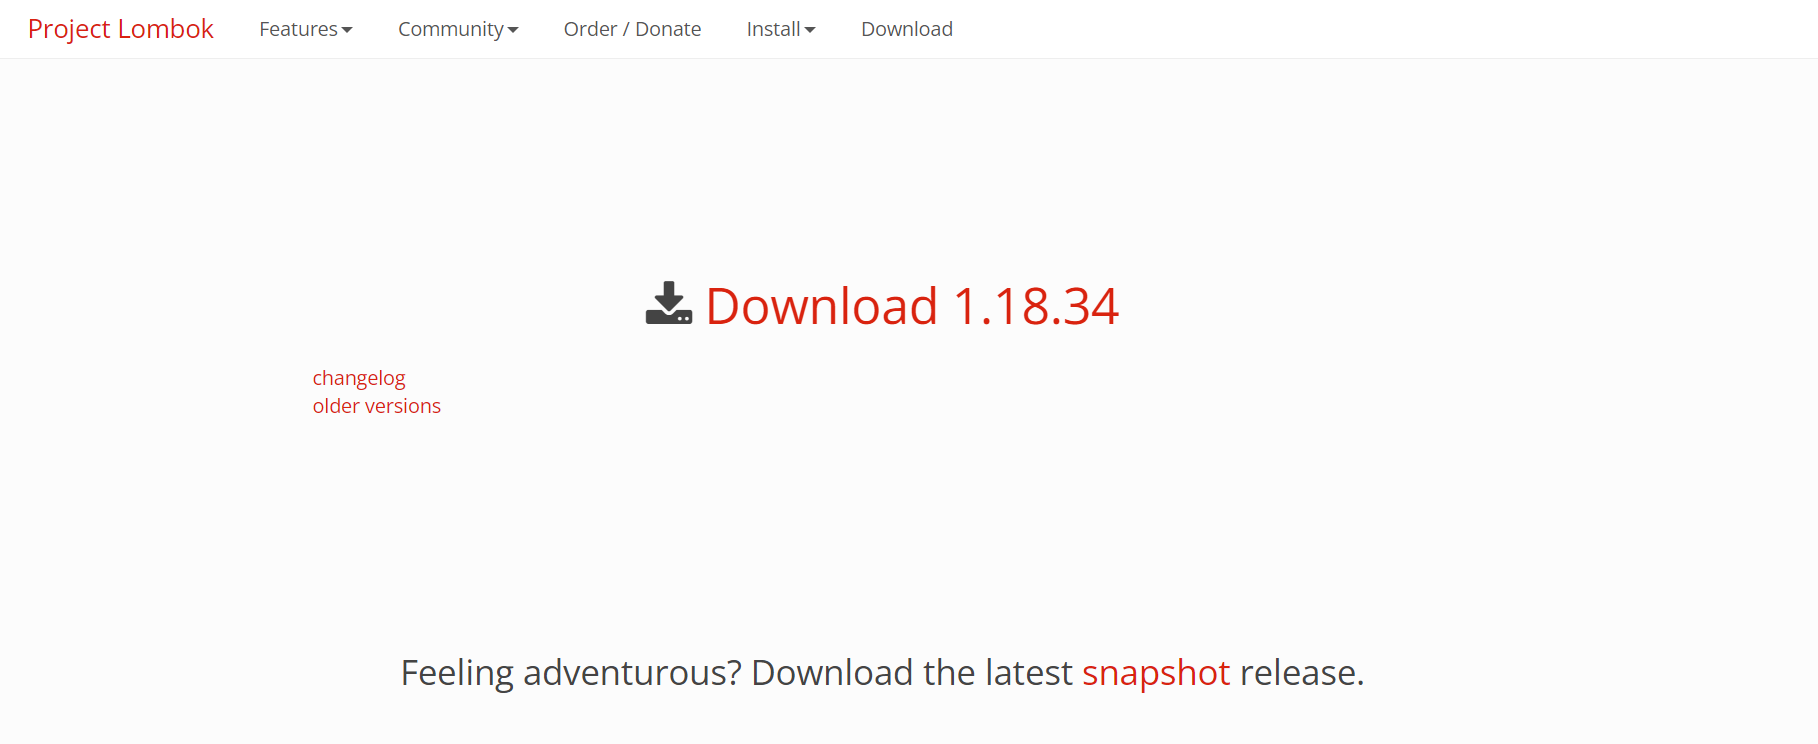 Project Lombok Features Community Order / Donate Install Download
Download 1.18.34
changelog
older versions
Feeling adventurous? Download the latest snapshot release.